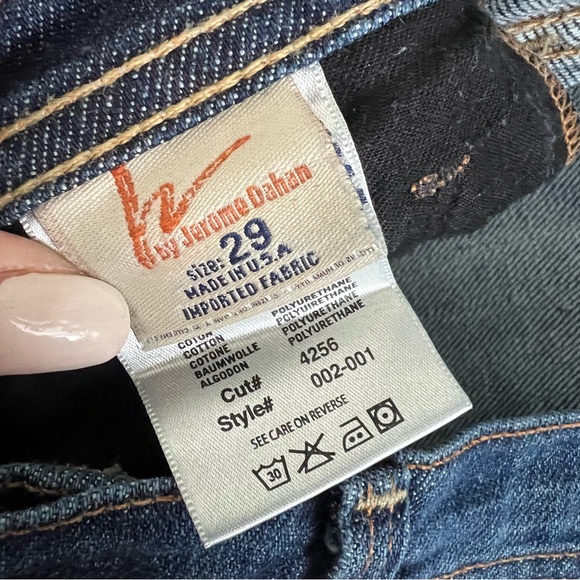 by Jerome Dahan
SIZE: 29
MADE IN U.S.A
IMPORTED FABRIC
COTON POLYURETHANE
COTTON POLYURETHANE
COTONE POLYURETHANE
BAUMWOLLE
ALGODON
Cut# 4256
Style# 002-001
SEE CARE ON REVERSE
30